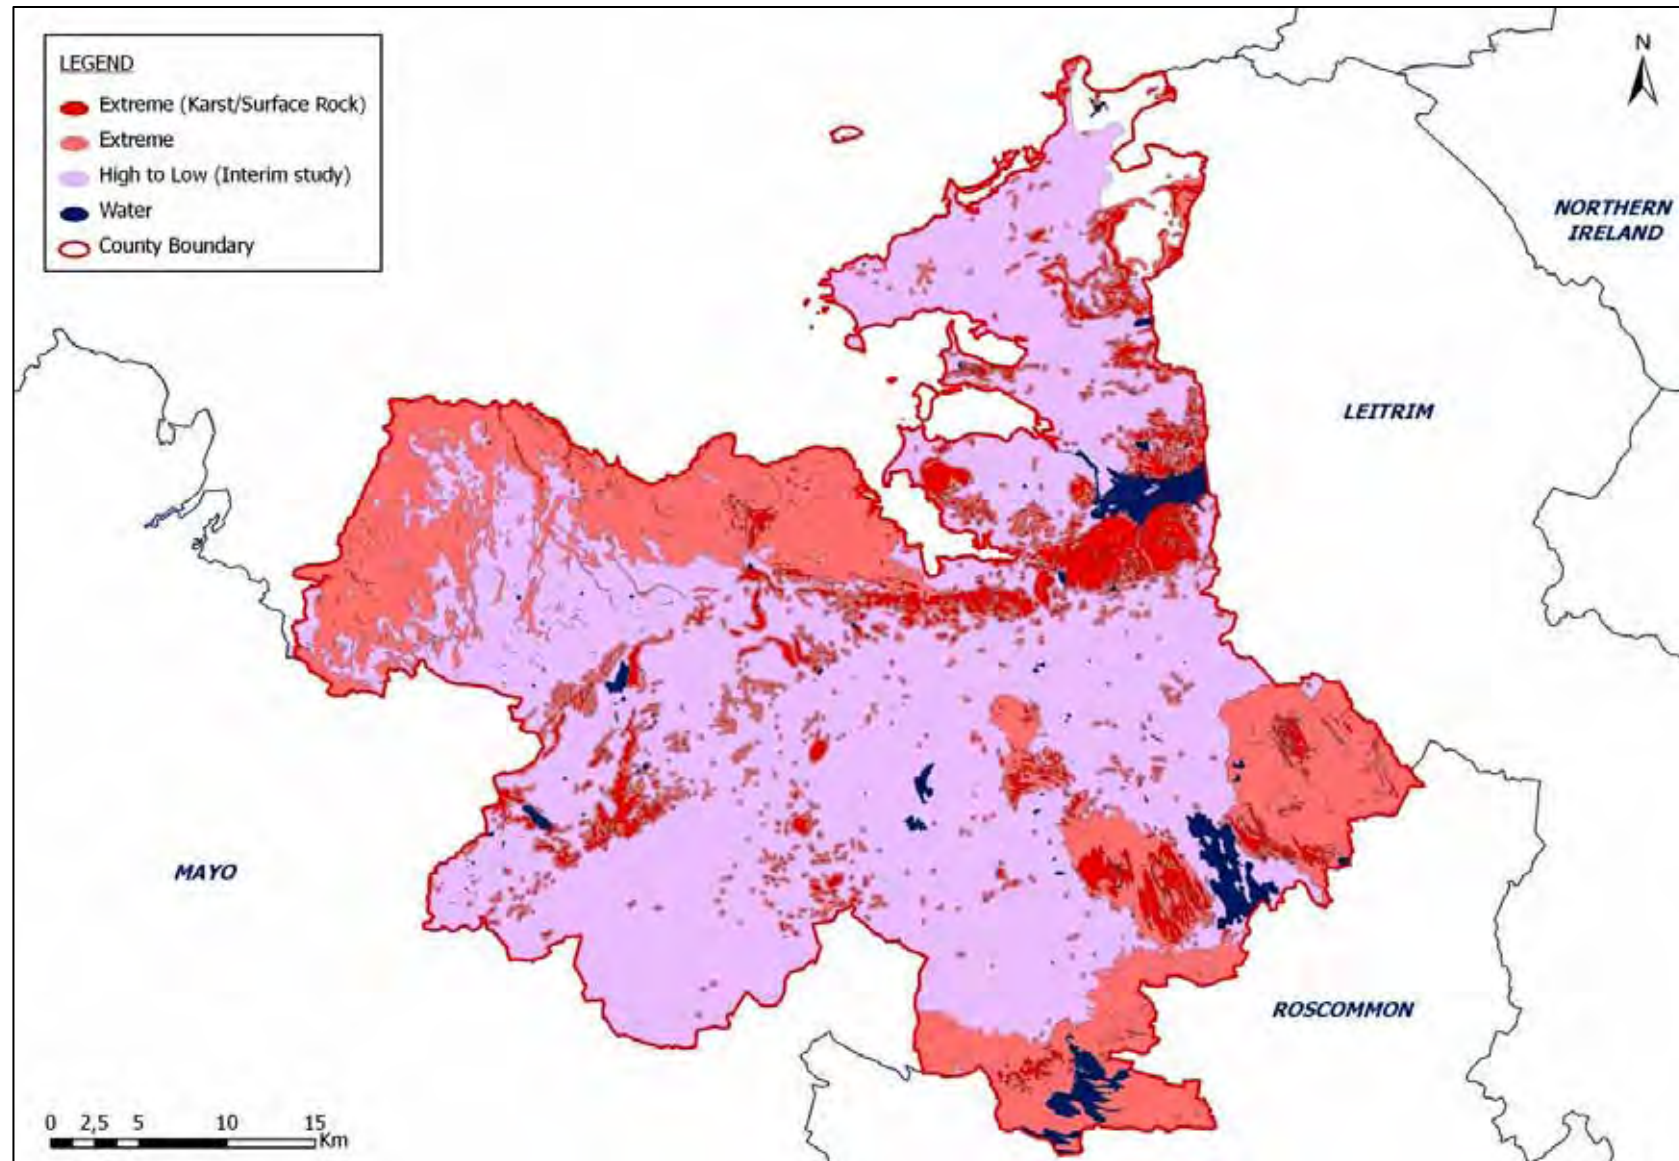 LEGEND
Extreme (Karst/Surface Rock)
Extreme
High to Low (Interim study)
Water
County Boundary
N
NORTHERN
IRELAND
LEITRIM
MAYO
ROSCOMMON
0 2,5 5 10 15
Km